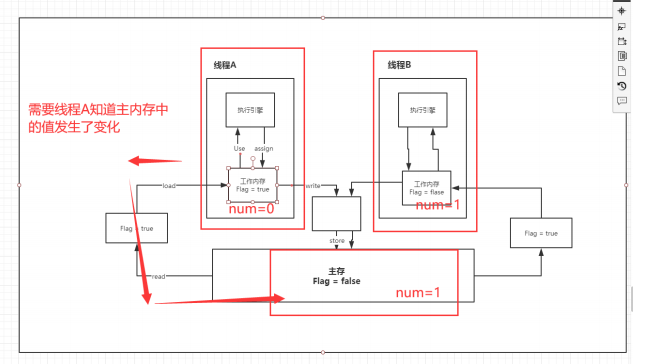 线程A
线程B
需要线程A知道主内存中
的值发生了变化
执行引擎
执行引擎
Use
assign
工作内存
Flag = true
工作内存
Flag = flase
load
write
num=0
num=1
Flag = true
Flag = true
store
read
主存
Flag = false
num=1